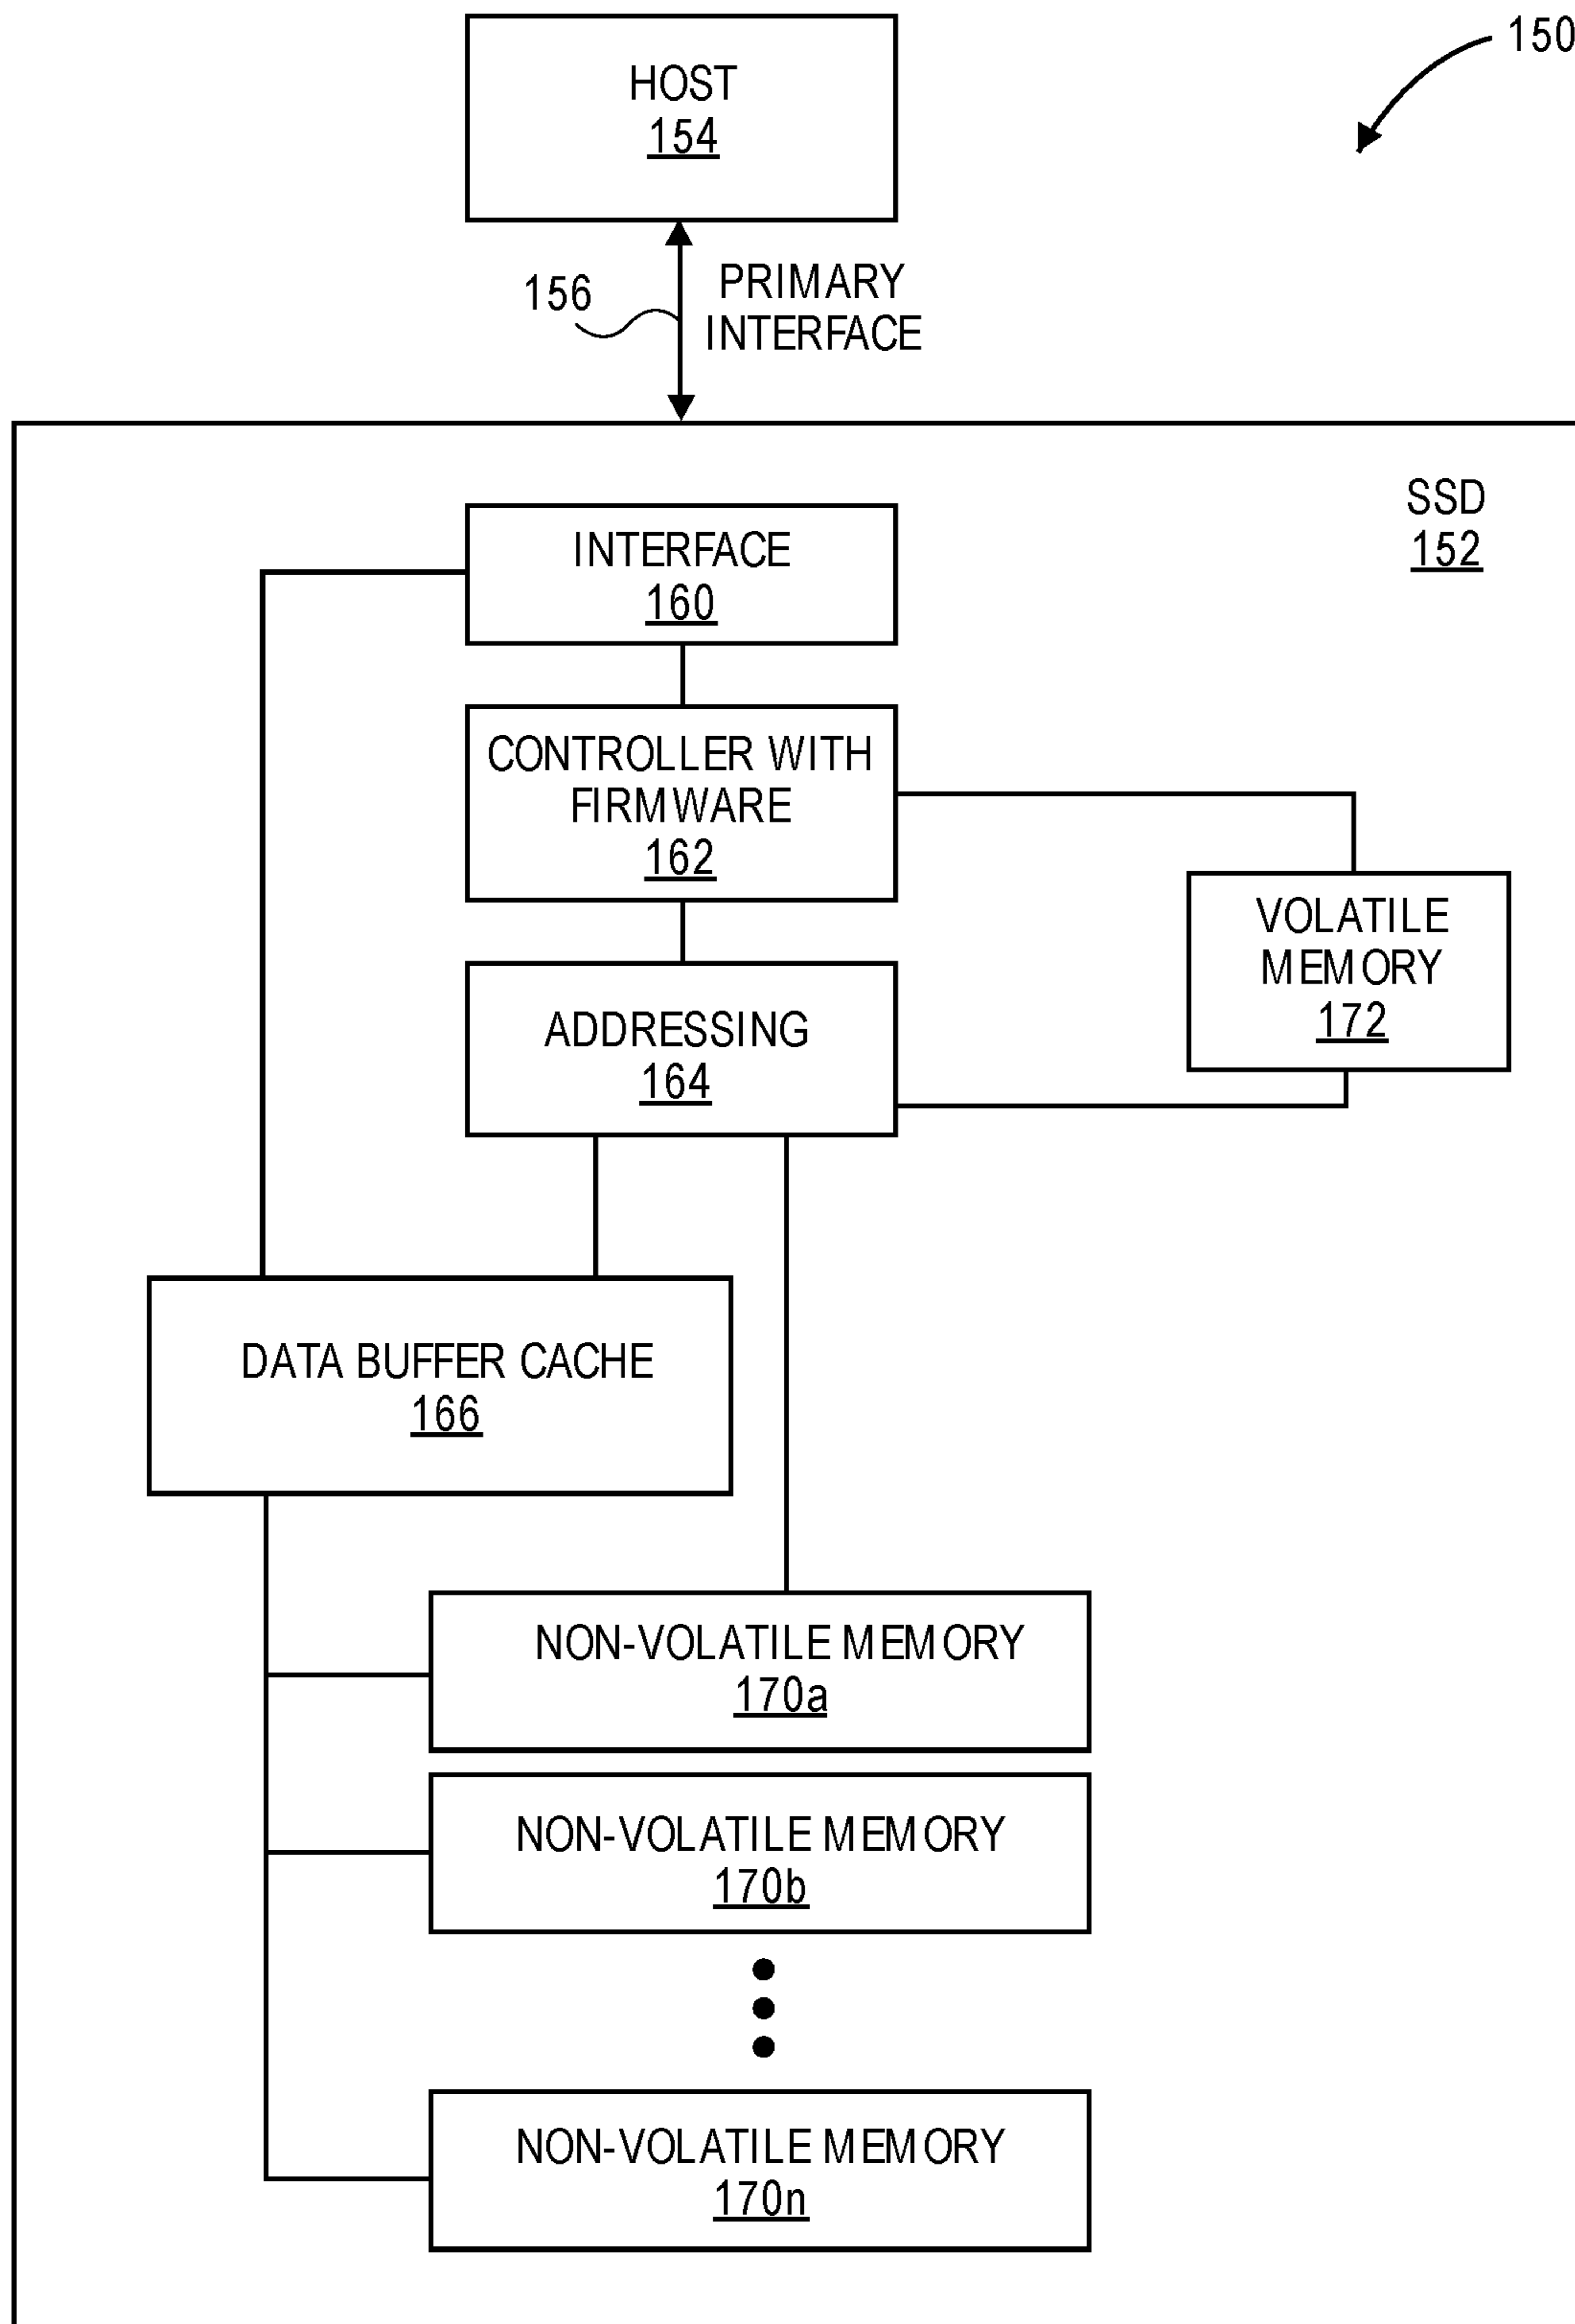 150
HOST
154
156
PRIMARY
INTERFACE
SSD
152
INTERFACE
160
CONTROLLER WITH
FIRMWARE
162
VOLATILE
MEMORY
172
ADDRESSING
164
DATA BUFFER CACHE
166
NON-VOLATILE MEMORY
170a
NON-VOLATILE MEMORY
170b
NON-VOLATILE MEMORY
170n